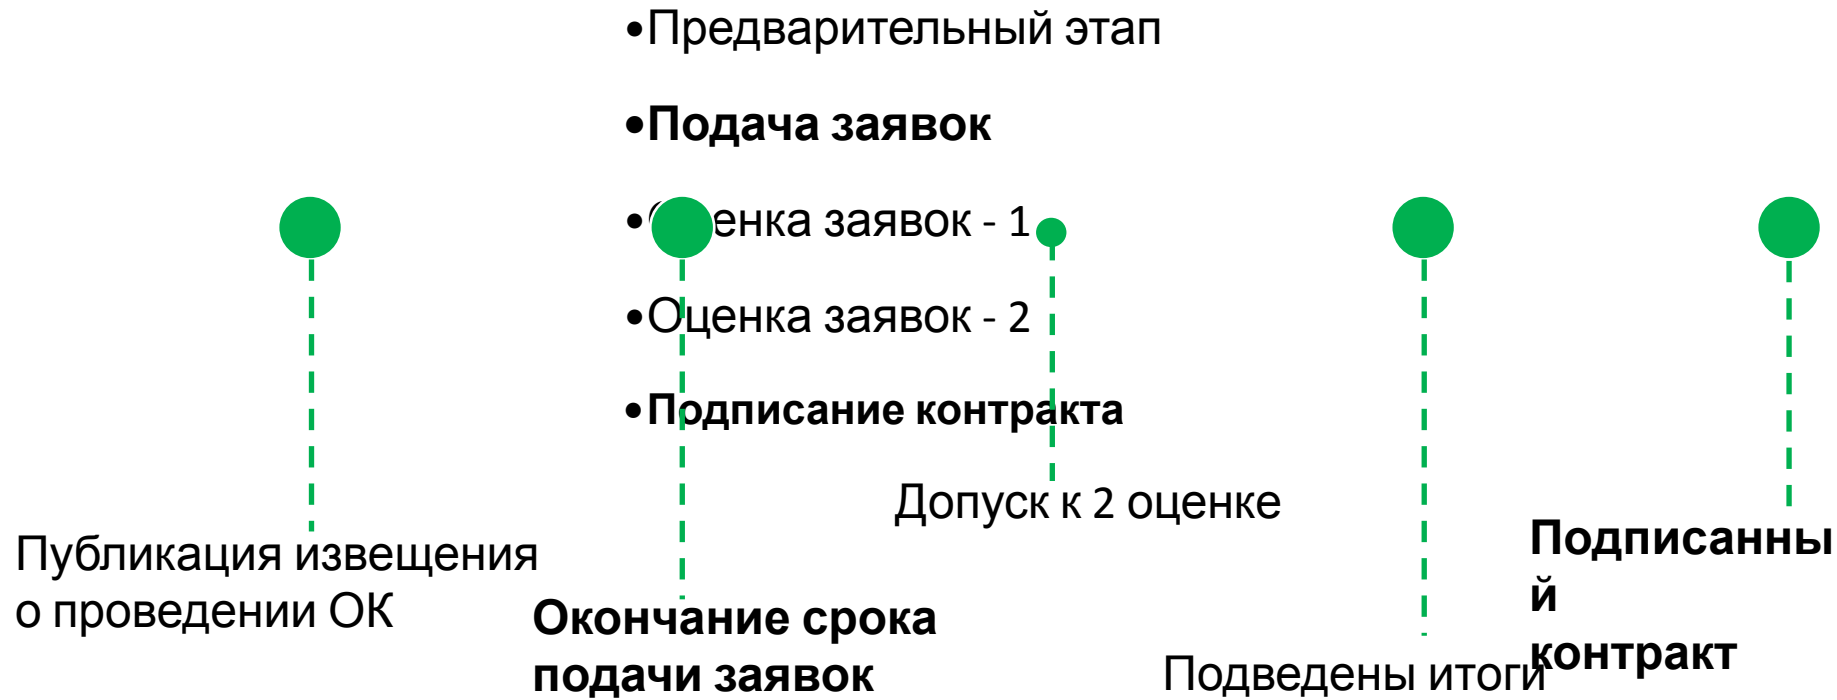 •Предварительный этап
•Подача заявок
•Оценка заявок - 1
•Оценка заявок - 2
•Подписание контракта
Допуск к 2 оценке
Публикация извещения
о проведении ОК
Окончание срока
подачи заявок
Подведены итоги
Подписанны
й
контракт